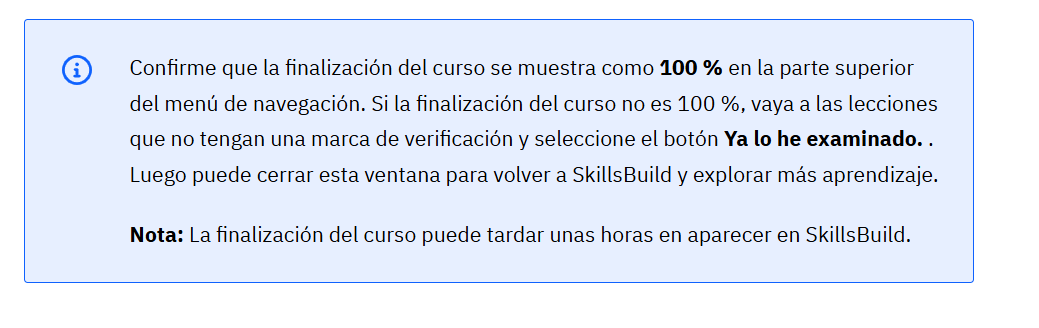 Confirme que la finalización del curso se muestra como 100 % en la parte superior
del menú de navegación. Si la finalización del curso no es 100 %, vaya a las lecciones
que no tengan una marca de verificación y seleccione el botón Ya lo he examinado. .
Luego puede cerrar esta ventana para volver a SkillsBuild y explorar más aprendizaje.
Nota: La finalización del curso puede tardar unas horas en aparecer en SkillsBuild.